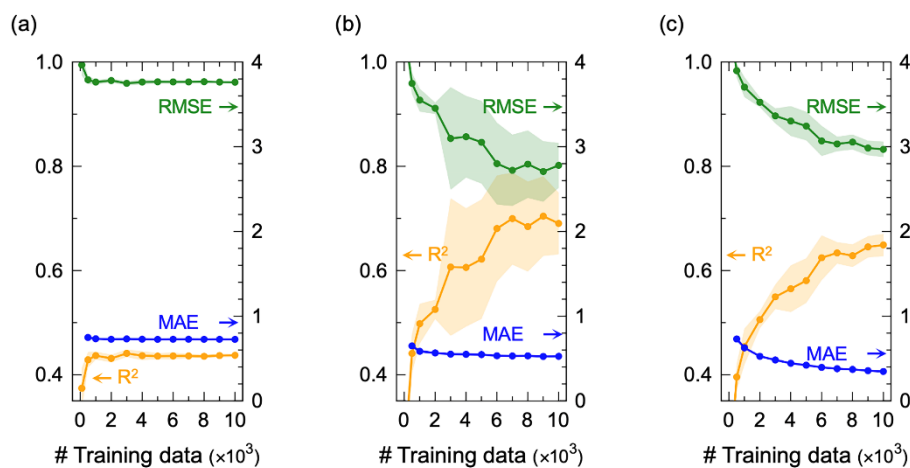 (a)
(b)
(c)
1.0
0.8
0.6
0.4
4
3
2
1
0
RMSE →
MAE →
← R²
0 2 4 6 8 10
# Training data (×10³)
1.0
0.8
0.6
0.4
4
3
2
1
0
RMSE →
← R²
MAE →
0 2 4 6 8 10
# Training data (×10³)
1.0
0.8
0.6
0.4
4
3
2
1
0
RMSE →
← R²
MAE →
0 2 4 6 8 10
# Training data (×10³)